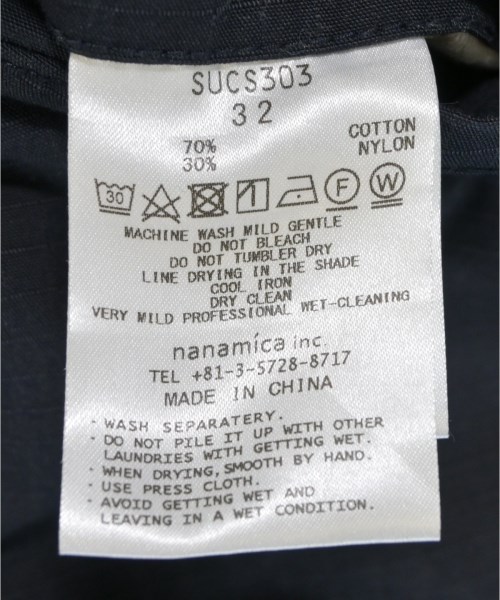 SUCS303
32
70% COTTON
30% NYLON
30 F W
MACHINE WASH MILD GENTLE
DO NOT BLEACH
DO NOT TUMBLER DRY
LINE DRYING IN THE SHADE
COOL IRON
DRY CLEAN
VERY MILD PROFESSIONAL WET-CLEANING
nanamica inc.
TEL +81-3-5728-8717
MADE IN CHINA
・WASH SEPARATERY.
・DO NOT PILE IT UP WITH OTHER
LAUNDRIES WITH GETTING WET.
・WHEN DRYING,SMOOTH BY HAND.
・USE PRESS CLOTH.
・AVOID GETTING WET AND
LEAVING IN A WET CONDITION.